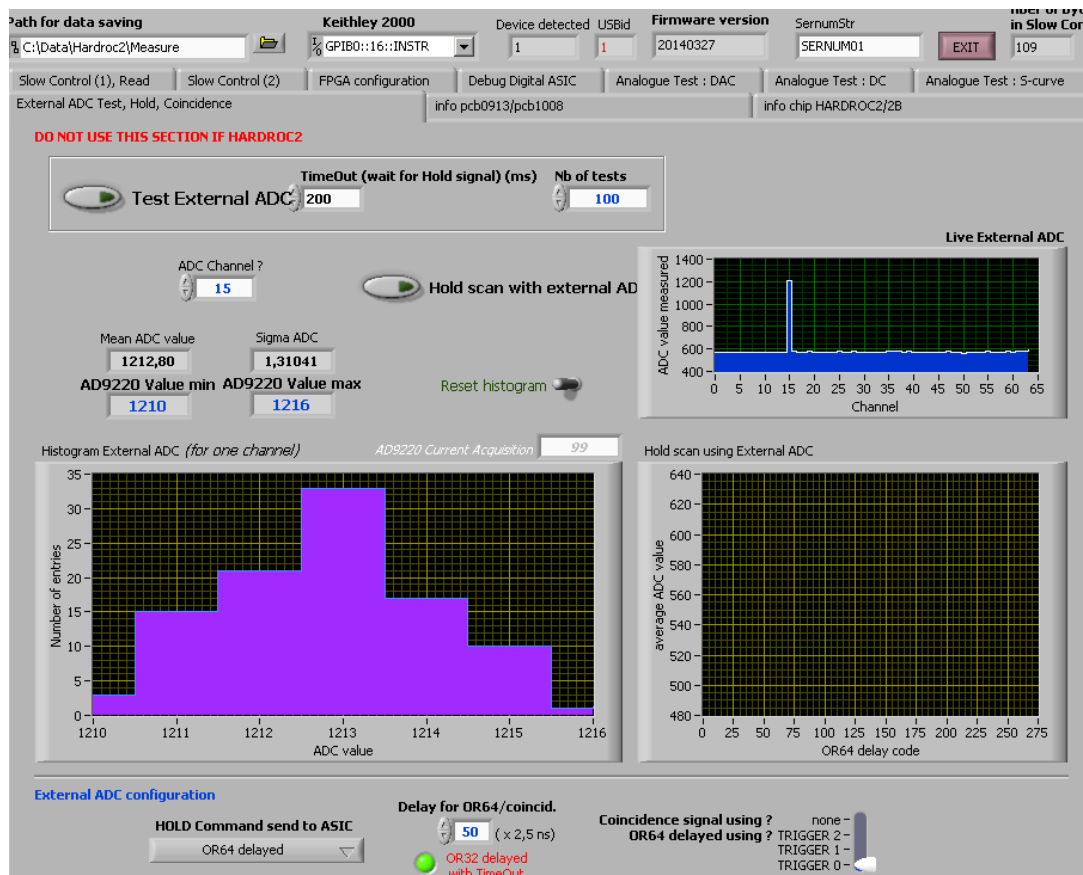 Path for data saving
Keithley 2000
Device detected
USBid
Firmware version
SernumStr
in Slow Con
C:\Data\Hardroc2\Measure
GPIB0::16::INSTR
1
1
20140327
SERNUM01
EXIT
109
Slow Control (1), Read
Slow Control (2)
FPGA configuration
Debug Digital ASIC
Analogue Test : DAC
Analogue Test : DC
Analogue Test : S-curve
External ADC Test, Hold, Coincidence
info pcb0913/pcb1008
info chip HARDROC2/2B
DO NOT USE THIS SECTION IF HARDROC2
TimeOut (wait for Hold signal) (ms)
Nb of tests
Test External ADC
200
100
Live External ADC
ADC Channel ?
15
Hold scan with external AD
ADC value measured
1400
1200
1000
800
600
400
0 5 10 15 20 25 30 35 40 45 50 55 60 65
Channel
Mean ADC value
Sigma ADC
1212,80
1,31041
AD9220 Value min
AD9220 Value max
1210
1216
Reset histogram
Histogram External ADC (for one channel)
AD9220 Current Acquisition
99
Number of entries
35
30
25
20
15
10
5
0
1210 1211 1212 1213 1214 1215 1216
ADC value
Hold scan using External ADC
average ADC value
640
620
600
580
560
540
520
500
480
0 25 50 75 100 125 150 175 200 225 250 275
OR64 delay code
External ADC configuration
HOLD Command send to ASIC
OR64 delayed
Delay for OR64/coincid.
50
( x 2,5 ns)
OR32 delayed
with TimeOut
Coincidence signal using ?
OR64 delayed using ?
none
TRIGGER 2
TRIGGER 1
TRIGGER 0